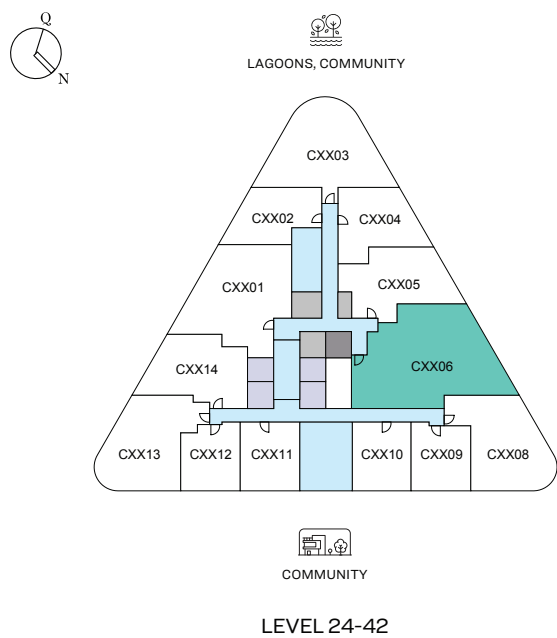 Q
N
LAGOONS, COMMUNITY
CXX03
CXX02
CXX04
CXX01
CXX05
CXX14
CXX06
CXX13
CXX12
CXX11
CXX10
CXX09
CXX08
COMMUNITY
LEVEL 24-42